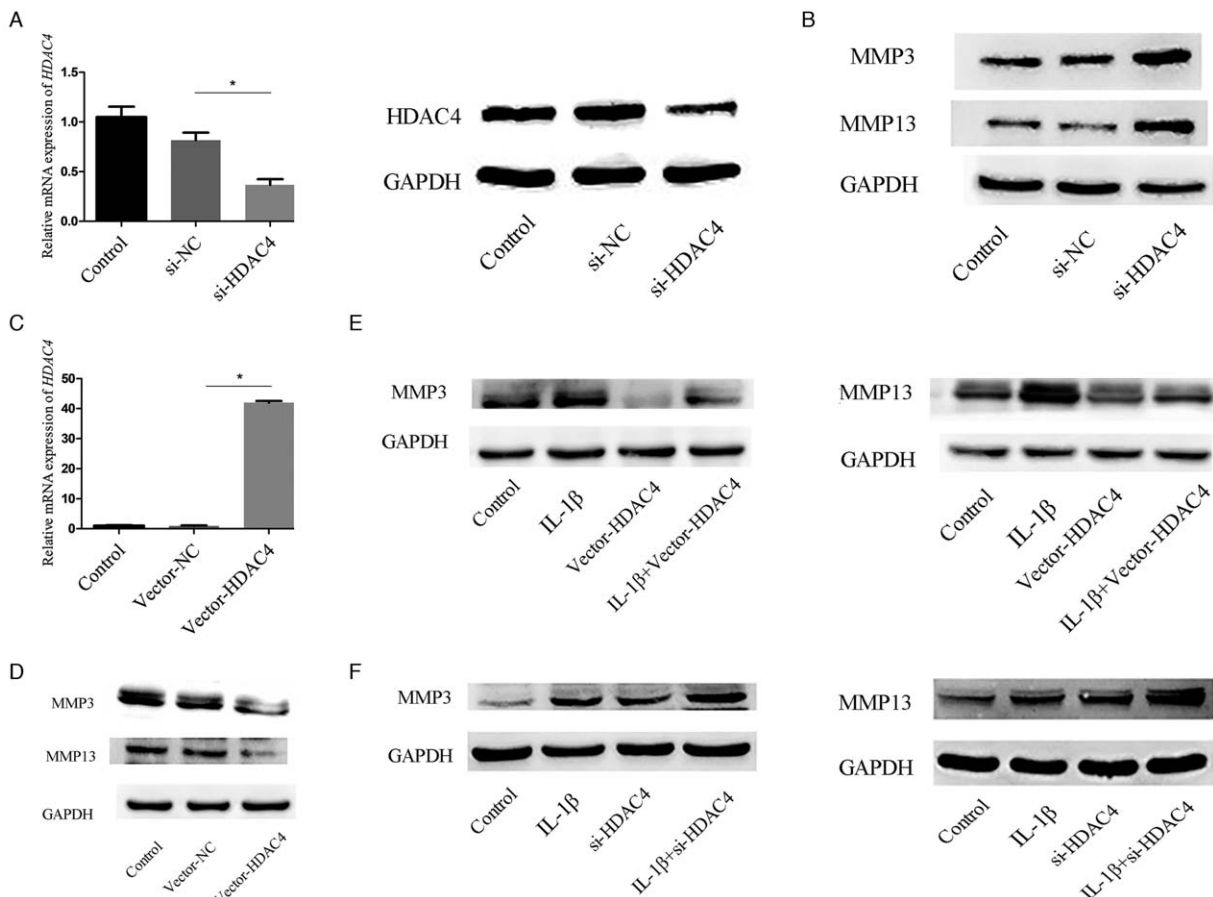 A
Relative mRNA expression of HDAC4
1.5
1.0
0.5
0.0
*
Control
si-NC
si-HDAC4
HDAC4
GAPDH
Control
si-NC
si-HDAC4
B
MMP3
MMP13
GAPDH
Control
si-NC
si-HDAC4
C
Relative mRNA expression of HDAC4
50
40
30
20
10
0
*
Control
Vector-NC
Vector-HDAC4
E
MMP3
GAPDH
Control
IL-1β
Vector-HDAC4
IL-1β+Vector-HDAC4
MMP13
GAPDH
Control
IL-1β
Vector-HDAC4
IL-1β+Vector-HDAC4
D
MMP3
MMP13
GAPDH
Control
Vector-NC
Vector-HDAC4
F
MMP3
GAPDH
Control
IL-1β
si-HDAC4
IL-1β+si-HDAC4
MMP13
GAPDH
Control
IL-1β
si-HDAC4
IL-1β+si-HDAC4